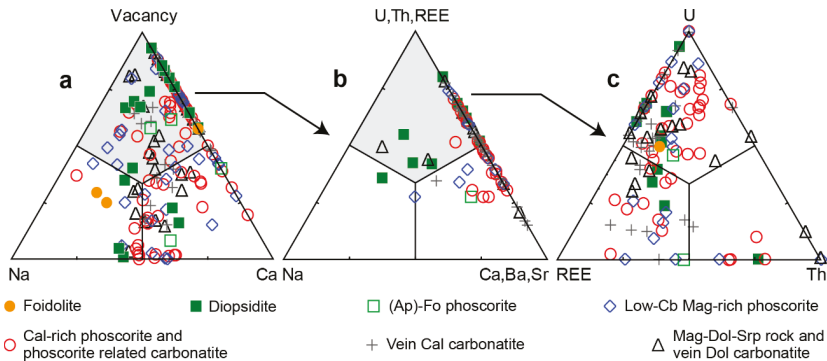 Vacancy
U,Th,REE
U
a
b
c
Na
Ca
Na
Ca,Ba,Sr
REE
Th
Foidolite
Diopsidite
(Ap)-Fo phoscorite
Low-Cb Mag-rich phoscorite
Cal-rich phoscorite and
phoscorite related carbonatite
Vein Cal carbonatite
Mag-Dol-Srp rock and
vein Dol carbonatite